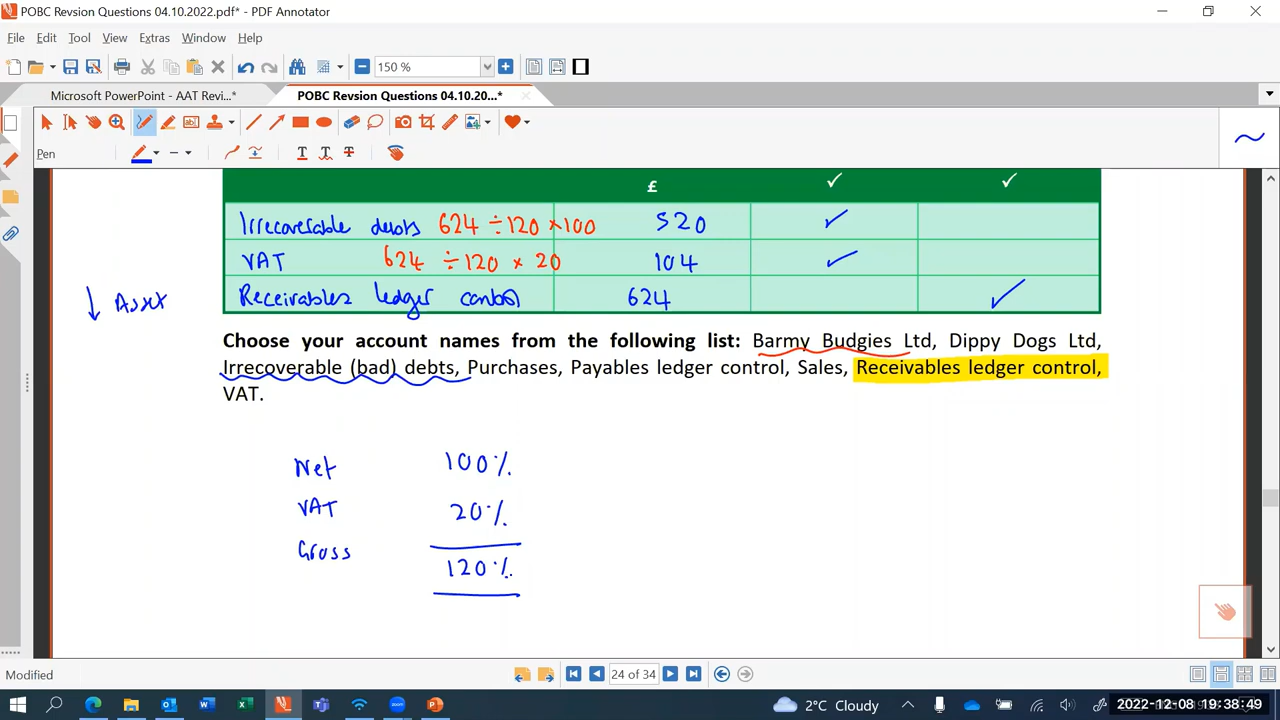 POBC Revsion Questions 04.10.2022.pdf* - PDF Annotator
File Edit Tool View Extras Window Help
150 %
Microsoft PowerPoint - AAT Revi...*
POBC Revsion Questions 04.10.20...*
Pen
£ ✓ ✓
Irrecoverable debts 624 ÷ 120 × 100 520 ✓
VAT 624 ÷ 120 × 20 104 ✓
Receivables ledger control 624 ✓
↓ Asset
Choose your account names from the following list: Barmy Budgies Ltd, Dippy Dogs Ltd,
Irrecoverable (bad) debts, Purchases, Payables ledger control, Sales, Receivables ledger control,
VAT.
Net 100%
VAT 20%
Gross
120%
Modified
24 of 34
2°C Cloudy
2022-12-08 19:38:49